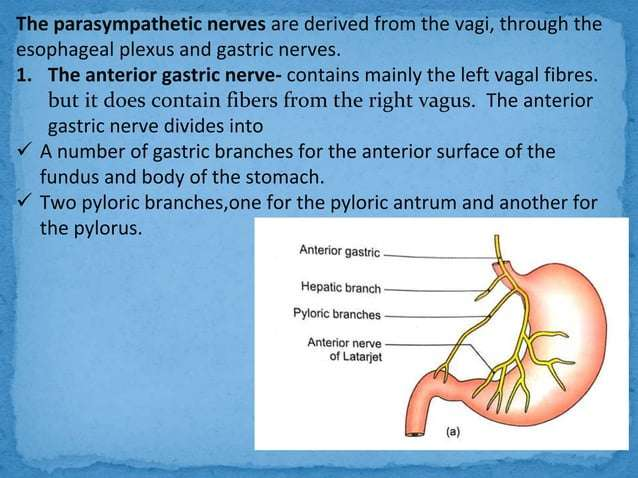 The parasympathetic nerves are derived from the vagi, through the
esophageal plexus and gastric nerves.
1. The anterior gastric nerve- contains mainly the left vagal fibres.
but it does contain fibers from the right vagus. The anterior
gastric nerve divides into
✓ A number of gastric branches for the anterior surface of the
fundus and body of the stomach.
✓ Two pyloric branches,one for the pyloric antrum and another for
the pylorus.
Anterior gastric
Hepatic branch
Pyloric branches
Anterior nerve
of Latarjet
(a)